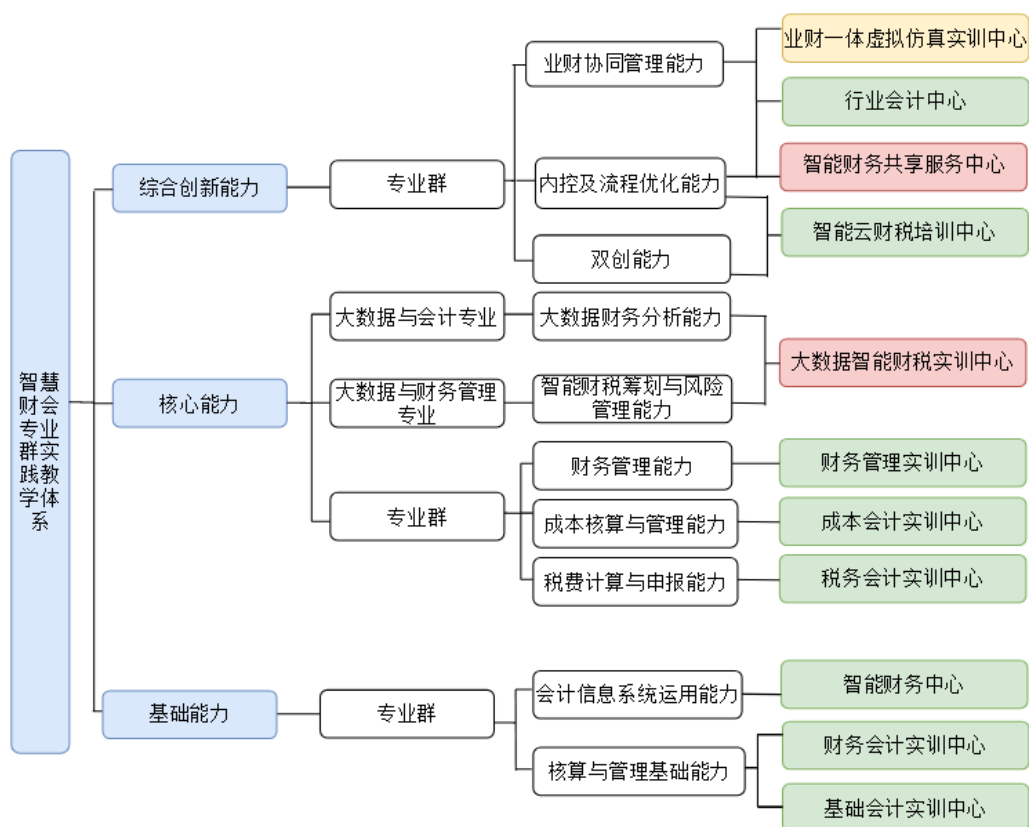 智慧
财会
专业
群实
践教
学体
系
综合创新能力
专业群
业财协同管理能力
内控及流程优化能力
双创能力
业财一体虚拟仿真实训中心
行业会计中心
智能财务共享服务中心
智能云财税培训中心
核心能力
大数据与会计专业
大数据财务分析能力
大数据与财务管理
专业
智能财税筹划与风险
管理能力
大数据智能财税实训中心
专业群
财务管理能力
财务管理实训中心
成本核算与管理能力
成本会计实训中心
税费计算与申报能力
税务会计实训中心
基础能力
专业群
会计信息系统运用能力
智能财务中心
核算与管理基础能力
财务会计实训中心
基础会计实训中心